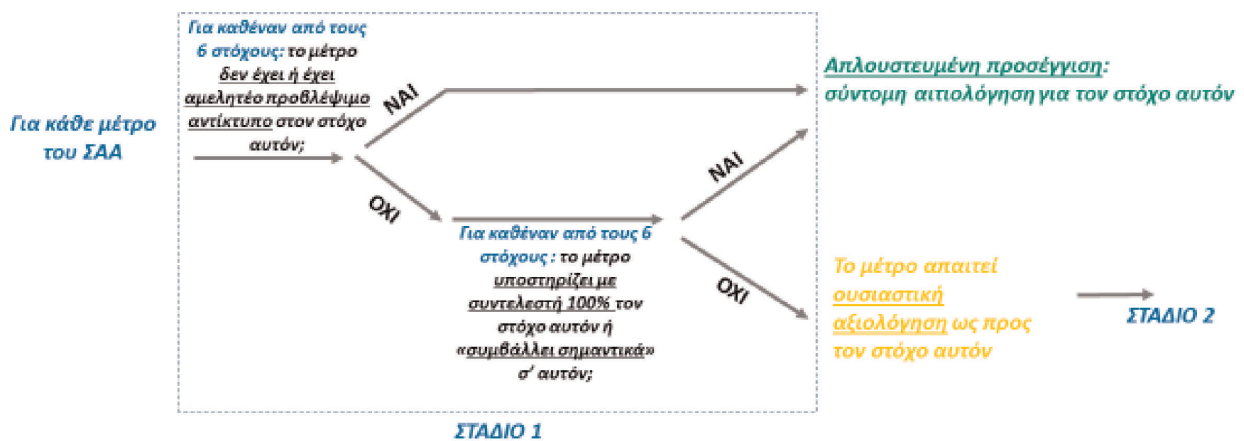 Για κάθε μέτρο
του ΣΑΑ
Για καθέναν από τους
6 στόχους: το μέτρο
δεν έχει ή έχει
αμελητέο προβλέψιμο
αντίκτυπο στον στόχο
αυτόν;
ΝΑΙ
ΟΧΙ
Για καθέναν από τους 6
στόχους : το μέτρο
υποστηρίζει με
συντελεστή 100% τον
στόχο αυτόν ή
«συμβάλλει σημαντικά»
σ' αυτόν;
ΝΑΙ
ΟΧΙ
Απλουστευμένη προσέγγιση:
σύντομη αιτιολόγηση για τον στόχο αυτόν
Το μέτρο απαιτεί
ουσιαστική
αξιολόγηση ως προς
τον στόχο αυτόν
ΣΤΑΔΙΟ 2
ΣΤΑΔΙΟ 1